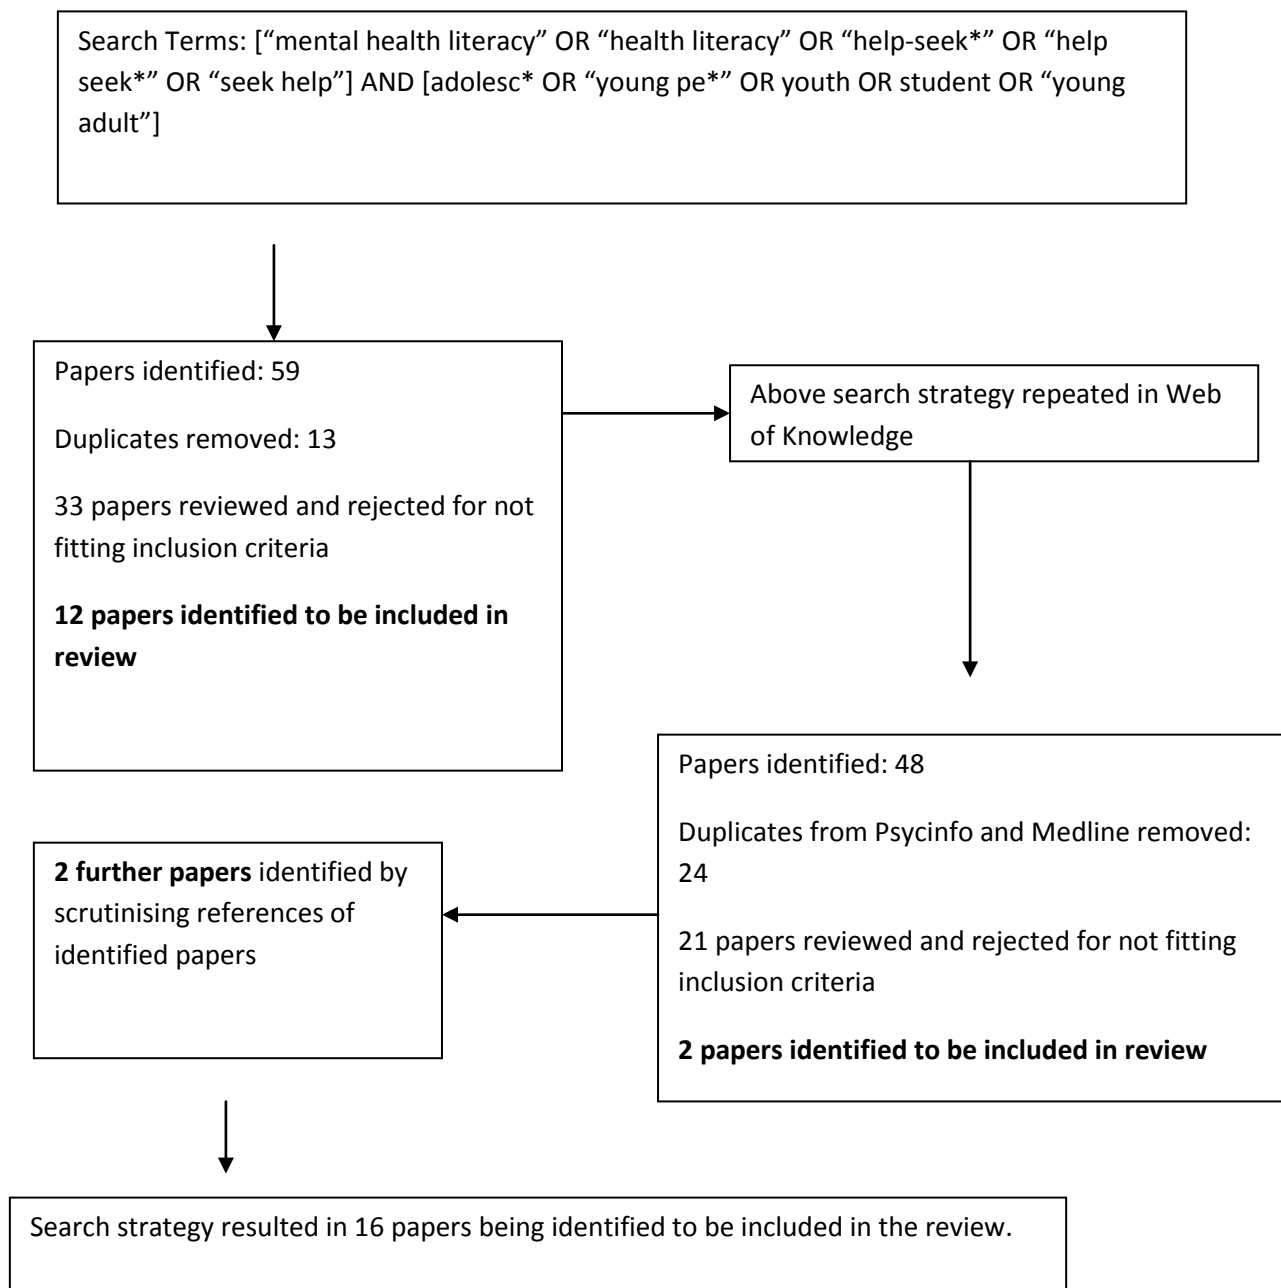 Search Terms: [“mental health literacy” OR “health literacy” OR “help-seek*” OR “help
seek*” OR “seek help”] AND [adolesc* OR “young pe*” OR youth OR student OR “young
adult”]
Papers identified: 59
Duplicates removed: 13
33 papers reviewed and rejected for not
fitting inclusion criteria
12 papers identified to be included in
review
Above search strategy repeated in Web
of Knowledge
Papers identified: 48
Duplicates from Psycinfo and Medline removed:
24
21 papers reviewed and rejected for not fitting
inclusion criteria
2 papers identified to be included in review
2 further papers identified by
scrutinising references of
identified papers
Search strategy resulted in 16 papers being identified to be included in the review.